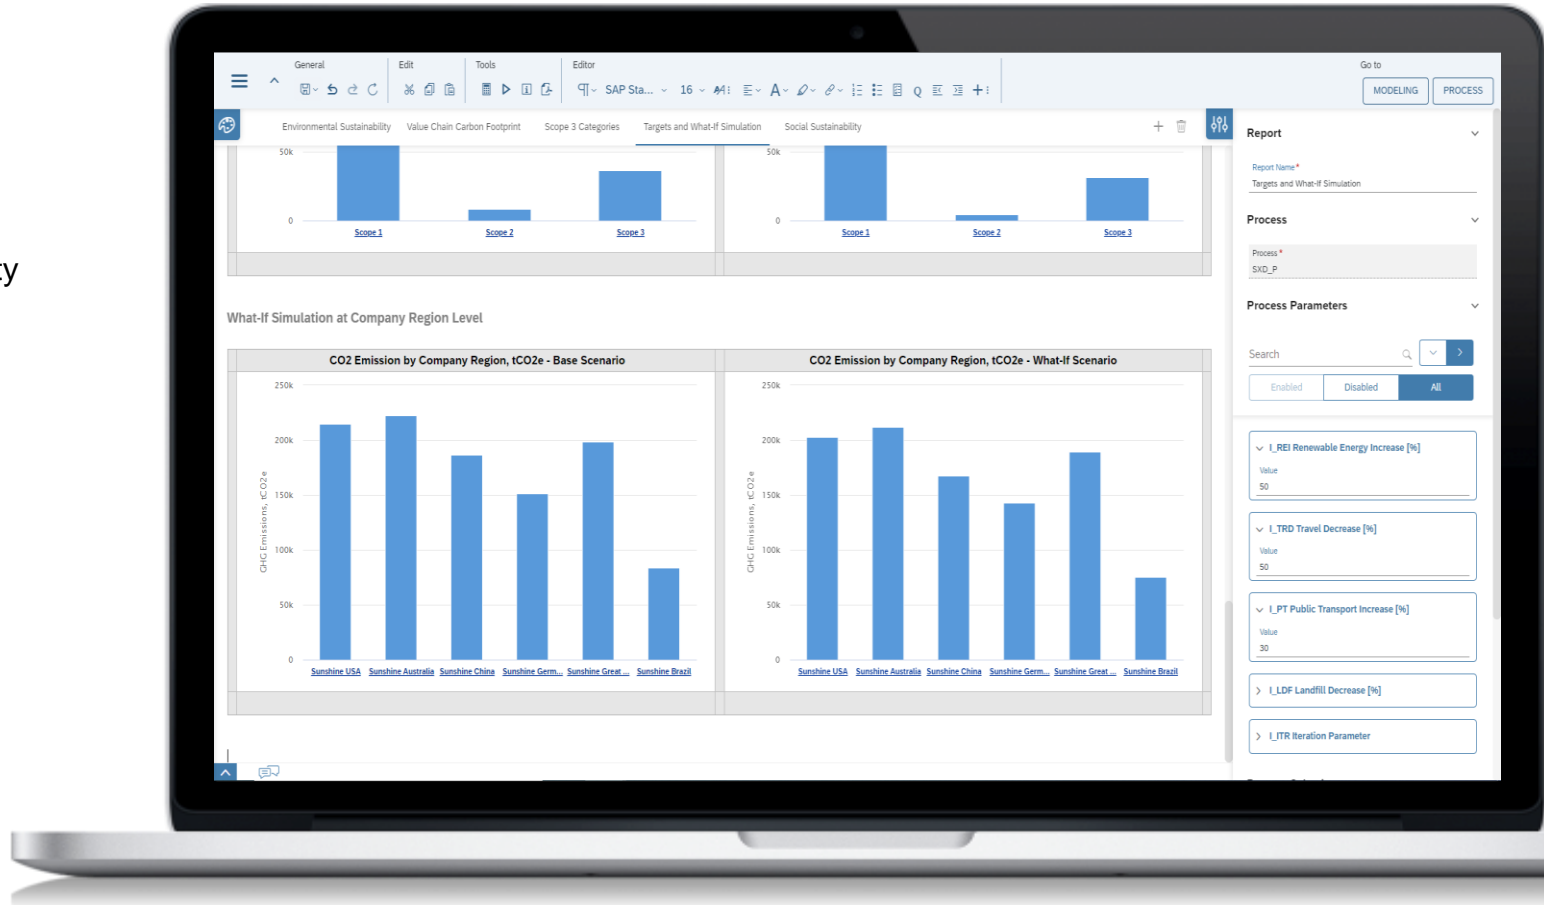 General
Edit
Tools
Editor
Go to
SAP Sta...
16
MODELING
PROCESS
Environmental Sustainability
Value Chain Carbon Footprint
Scope 3 Categories
Targets and What-If Simulation
Social Sustainability
Report
Report Name*
Targets and What-If Simulation
Process
Process*
SXD_P
Process Parameters
Search
Enabled
Disabled
All
I_REI Renewable Energy Increase [%]
Value
50
I_TRD Travel Decrease [%]
Value
50
I_PT Public Transport Increase [%]
Value
30
I_LDF Landfill Decrease [%]
I_ITR Iteration Parameter
50k
0
Scope 1
Scope 2
Scope 3
50k
0
Scope 1
Scope 2
Scope 3
ty
What-If Simulation at Company Region Level
CO2 Emission by Company Region, tCO2e - Base Scenario
250k
200k
150k
100k
50k
0
GHG Emissions, tCO2e
Sunshine USA
Sunshine Australia
Sunshine China
Sunshine Germ...
Sunshine Great ...
Sunshine Brazil
CO2 Emission by Company Region, tCO2e - What-If Scenario
250k
200k
150k
100k
50k
0
GHG Emissions, tCO2e
Sunshine USA
Sunshine Australia
Sunshine China
Sunshine Germ...
Sunshine Great ...
Sunshine Brazil